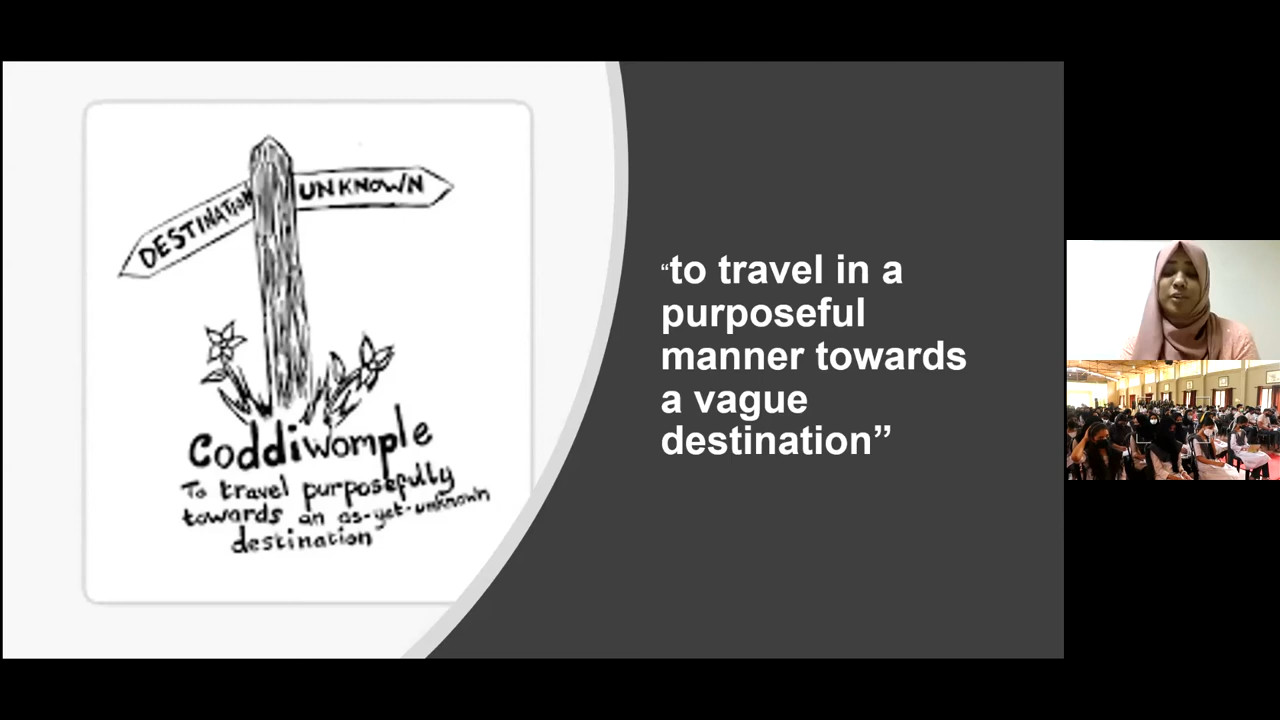 DESTINATION
UNKNOWN
Coddiwomple
To travel purposefully
towards an as-yet-unknown
destination
“to travel in a
purposeful
manner towards
a vague
destination”